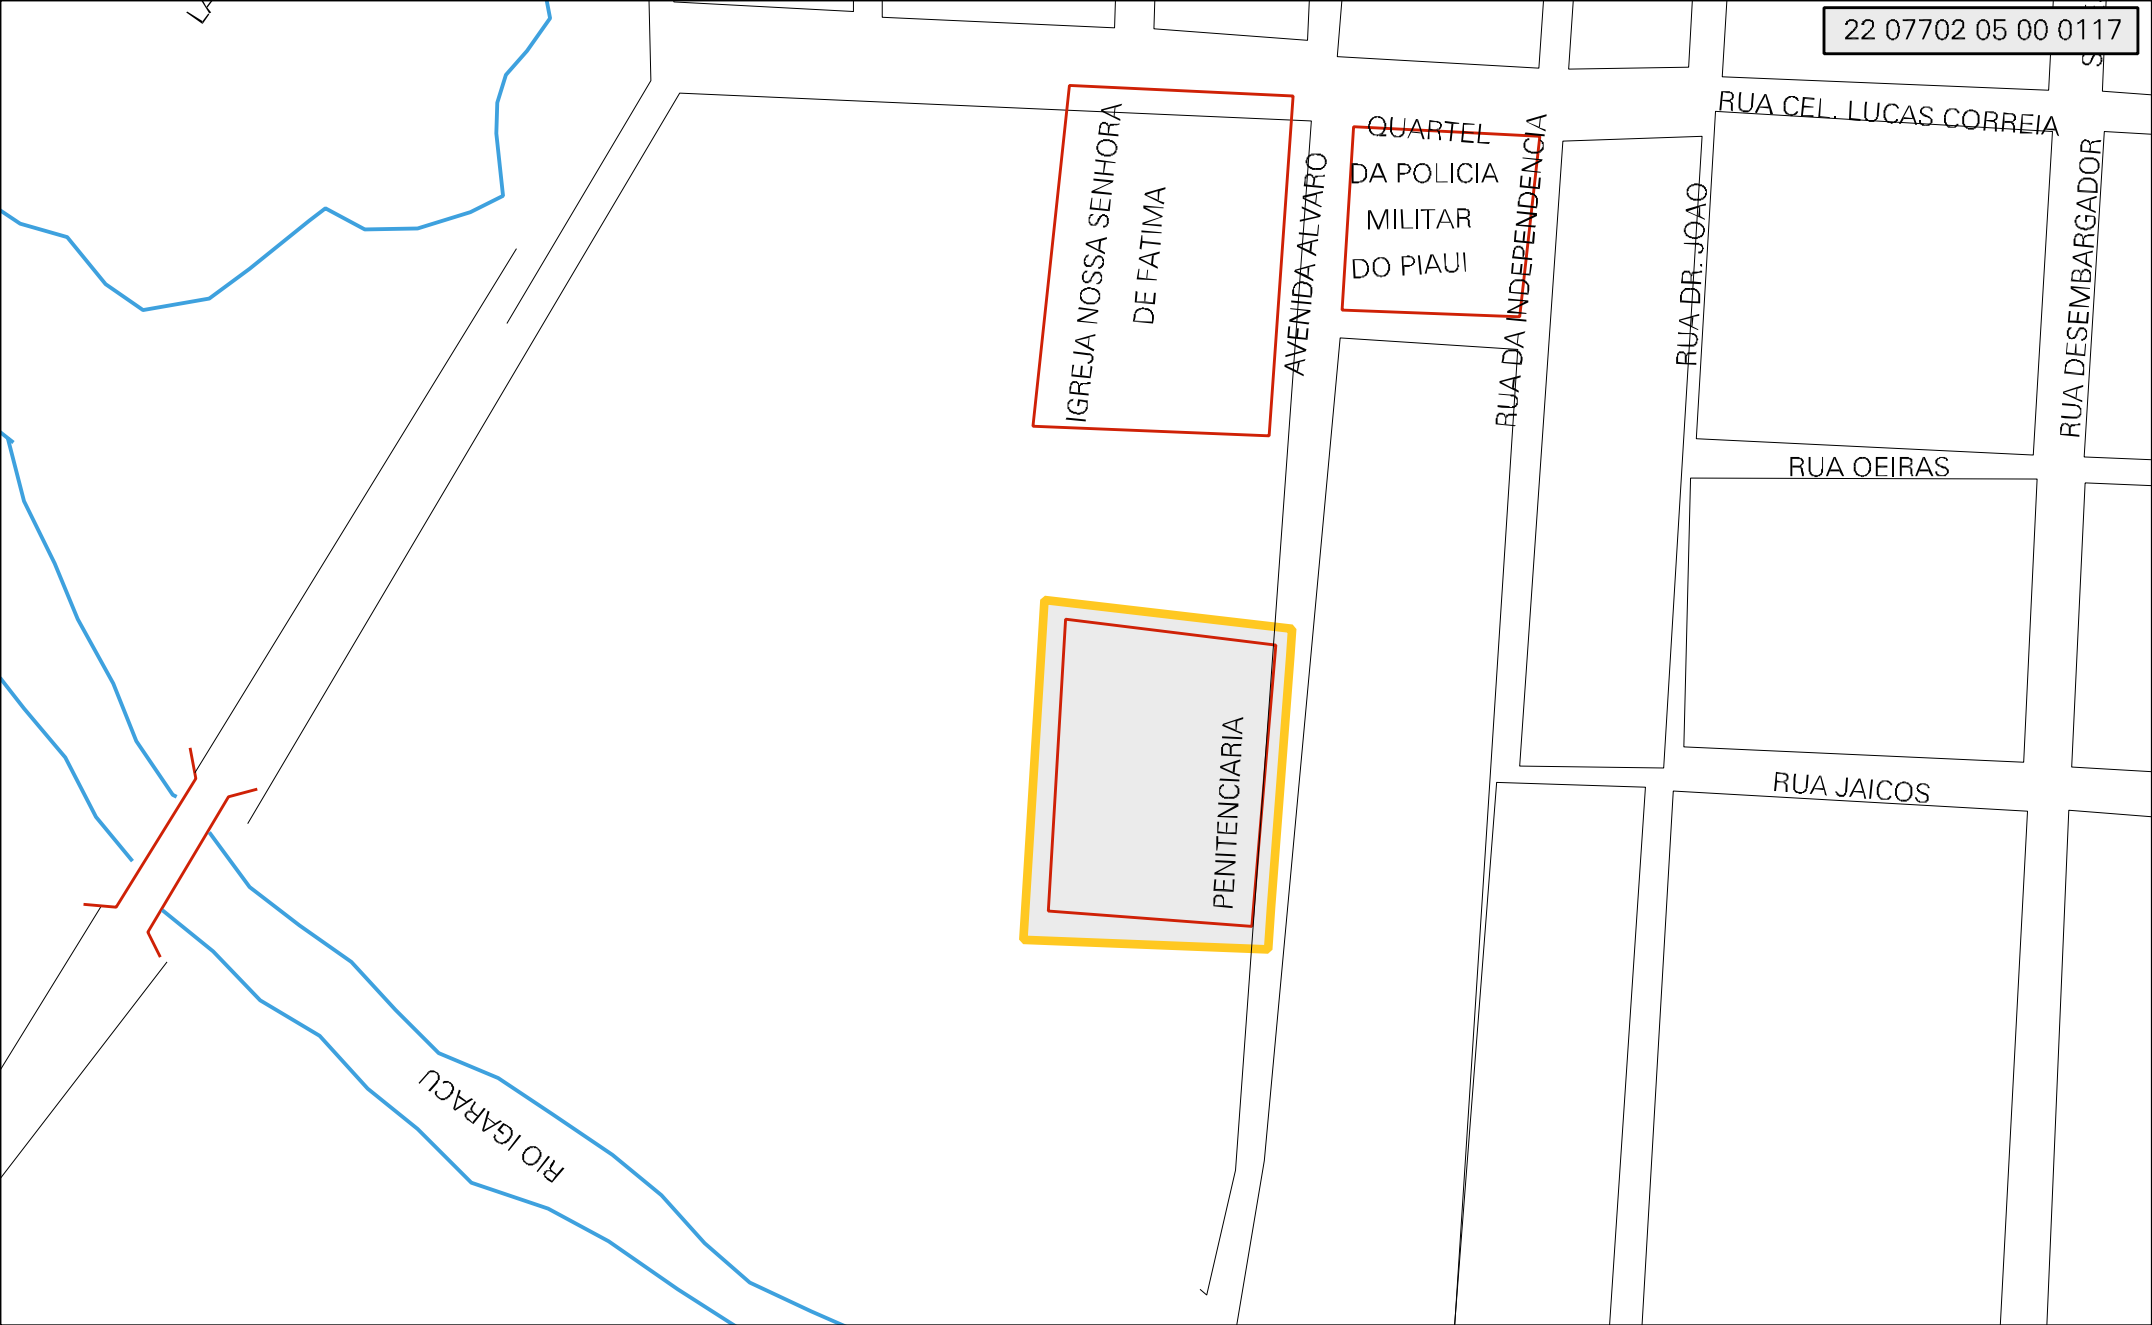 22 07702 05 00 0117
RUA CEL. LUCAS CORREIA
IGREJA NOSSA SENHORA
DE FATIMA
AVENIDA ALVARO
QUARTEL
DA POLICIA
MILITAR
DO PIAUI
RUA DA INDEPENDENCIA
RUA DR. JOAO
RUA DESEMBARGADOR
RUA OEIRAS
PENITENCIARIA
RUA JAICOS
RIO IGARACU